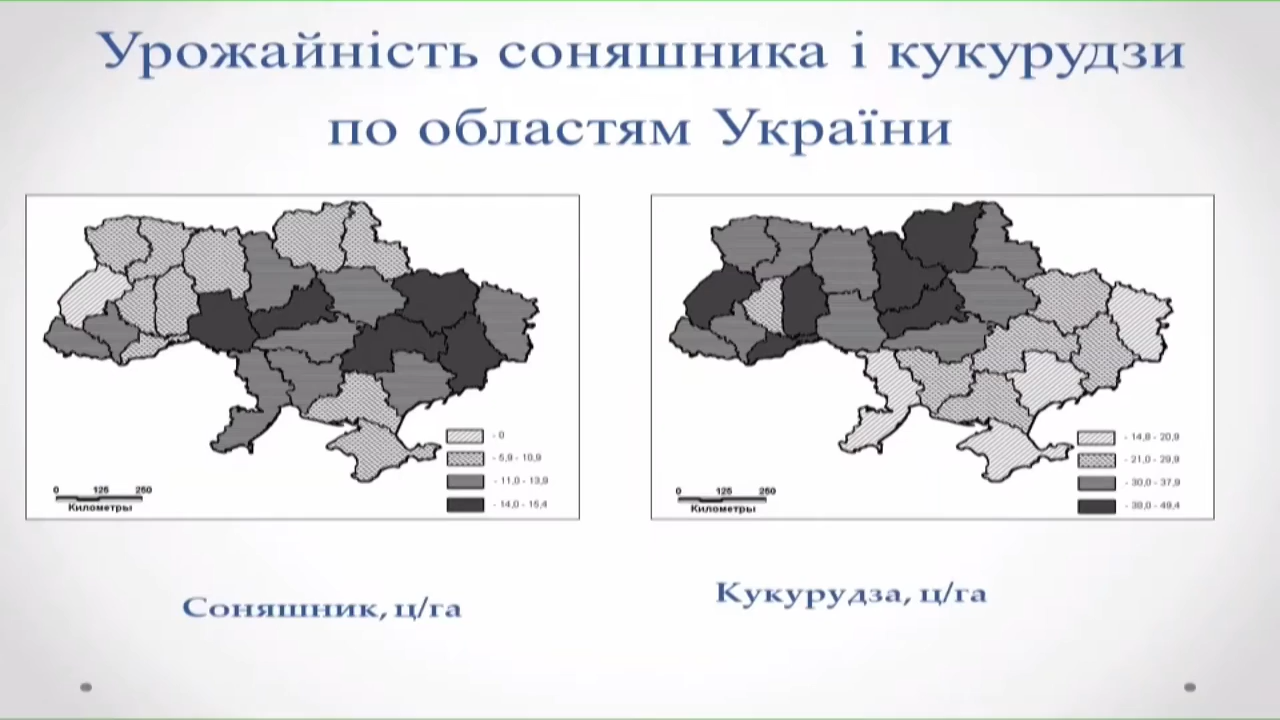 Урожайність соняшника і кукурудзи
по областям України
- 0
- 5,9 - 10,9
- 11,0 - 13,9
- 14,0 - 15,4
0 125 250
Километры
- 14,8 - 20,9
- 21,0 - 29,9
- 30,0 - 37,9
- 38,0 - 49,4
0 125 250
Километры
Соняшник, ц/га
Кукурудза, ц/га